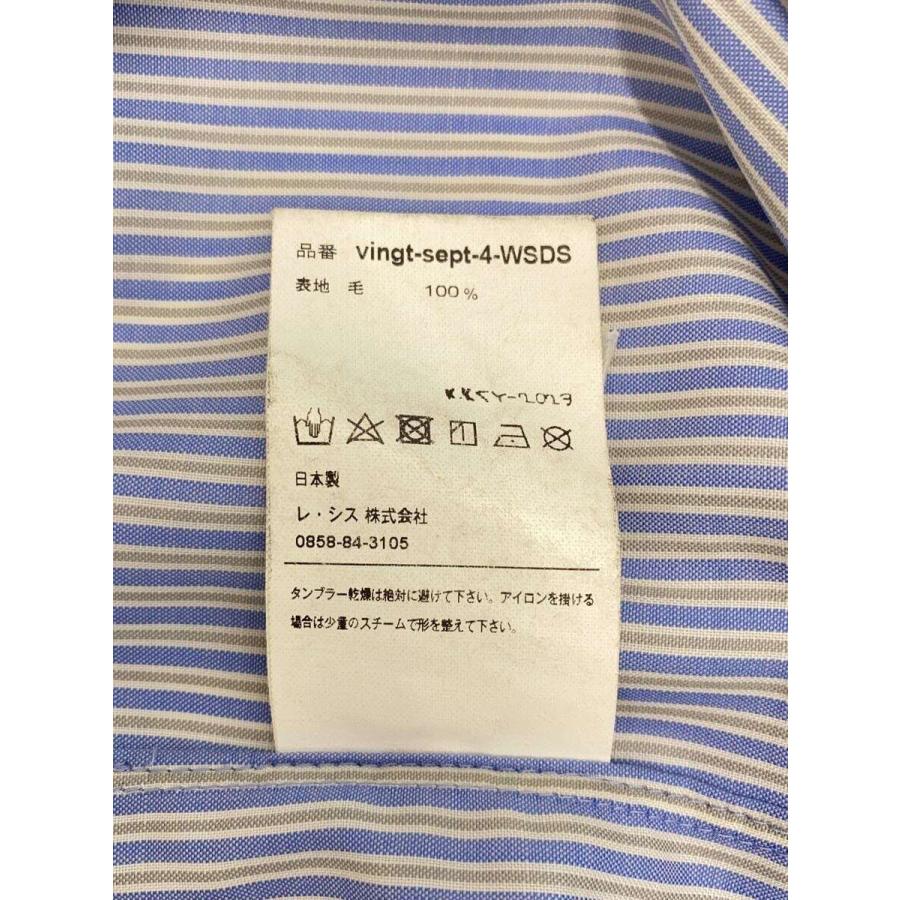 品番 vingt-sept-4-WSDS
表地 毛 100%
日本製
レ・シス 株式会社
0858-84-3105
タンブラー乾燥は絶対に避けて下さい。アイロンを掛ける
場合は少量のスチームで形を整えて下さい。